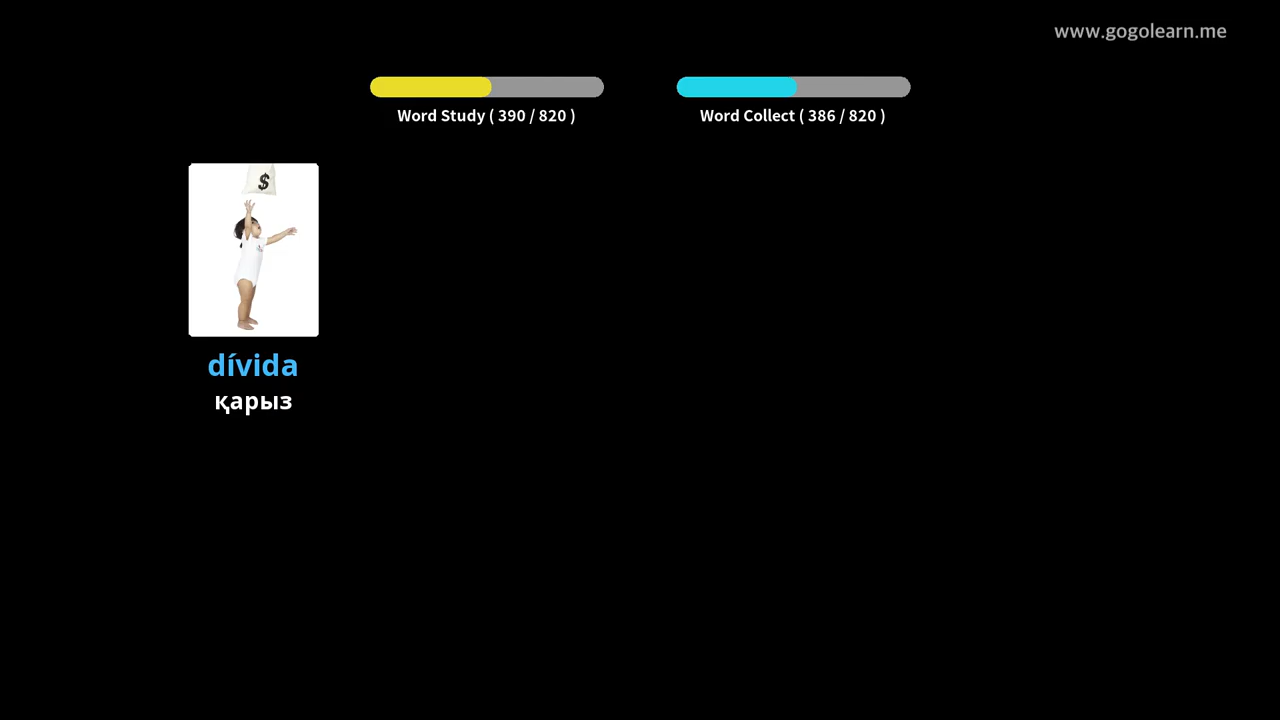 www.gogolearn.me
Word Study ( 390 / 820 )
Word Collect ( 386 / 820 )
$
dívida
қарыз